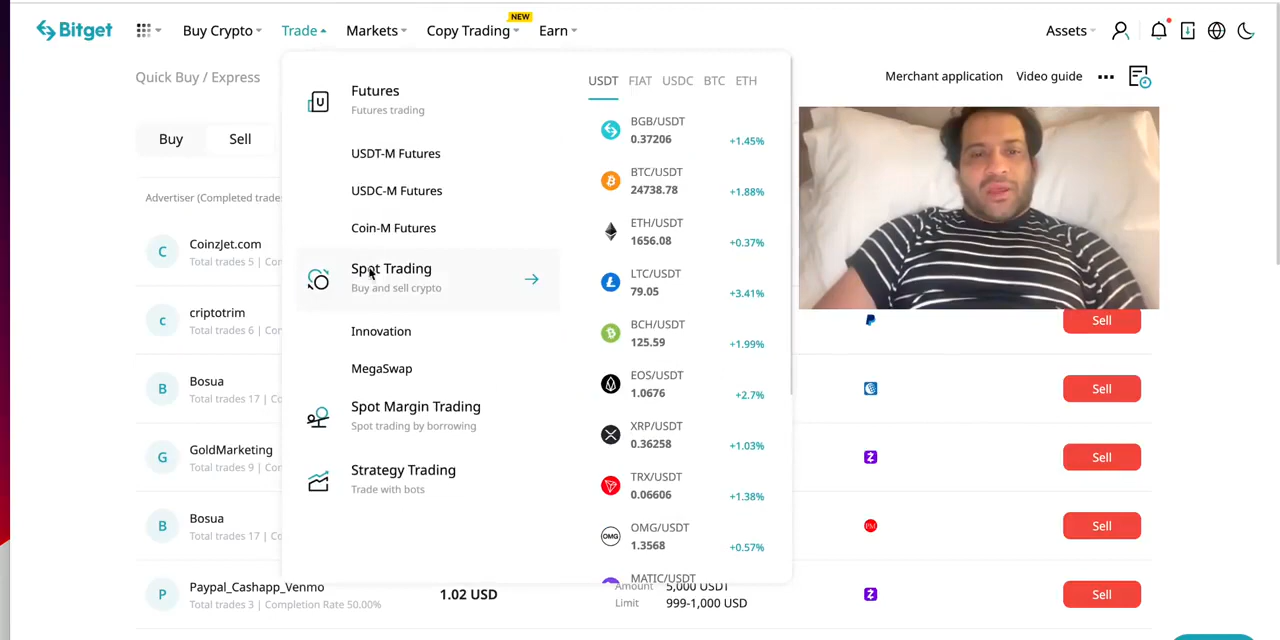 Bitget
Buy Crypto
Trade
Markets
Copy Trading
NEW
Earn
Assets
Quick Buy / Express
Merchant application
Video guide
Buy
Sell
Advertiser (Completed trade
C
CoinzJet.com
Total trades 5 | Con
c
criptotrim
Total trades 6 | Con
B
Bosua
Total trades 17 | Co
G
GoldMarketing
Total trades 9 | Con
B
Bosua
Total trades 17 | Co
P
Paypal_Cashapp_Venmo
Total trades 3 | Completion Rate 50.00%
1.02 USD
Amount 5,000 USDT
Limit 999-1,000 USD
Futures
Futures trading
USDT-M Futures
USDC-M Futures
Coin-M Futures
Spot Trading
Buy and sell crypto
Innovation
MegaSwap
Spot Margin Trading
Spot trading by borrowing
Strategy Trading
Trade with bots
USDT FIAT USDC BTC ETH
BGB/USDT
0.37206 +1.45%
BTC/USDT
24738.78 +1.88%
ETH/USDT
1656.08 +0.37%
LTC/USDT
79.05 +3.41%
BCH/USDT
125.59 +1.99%
EOS/USDT
1.0676 +2.7%
XRP/USDT
0.36258 +1.03%
TRX/USDT
0.06606 +1.38%
OMG
OMG/USDT
1.3568 +0.57%
MATIC/USDT
Sell
Sell
Sell
PM
Sell
Sell